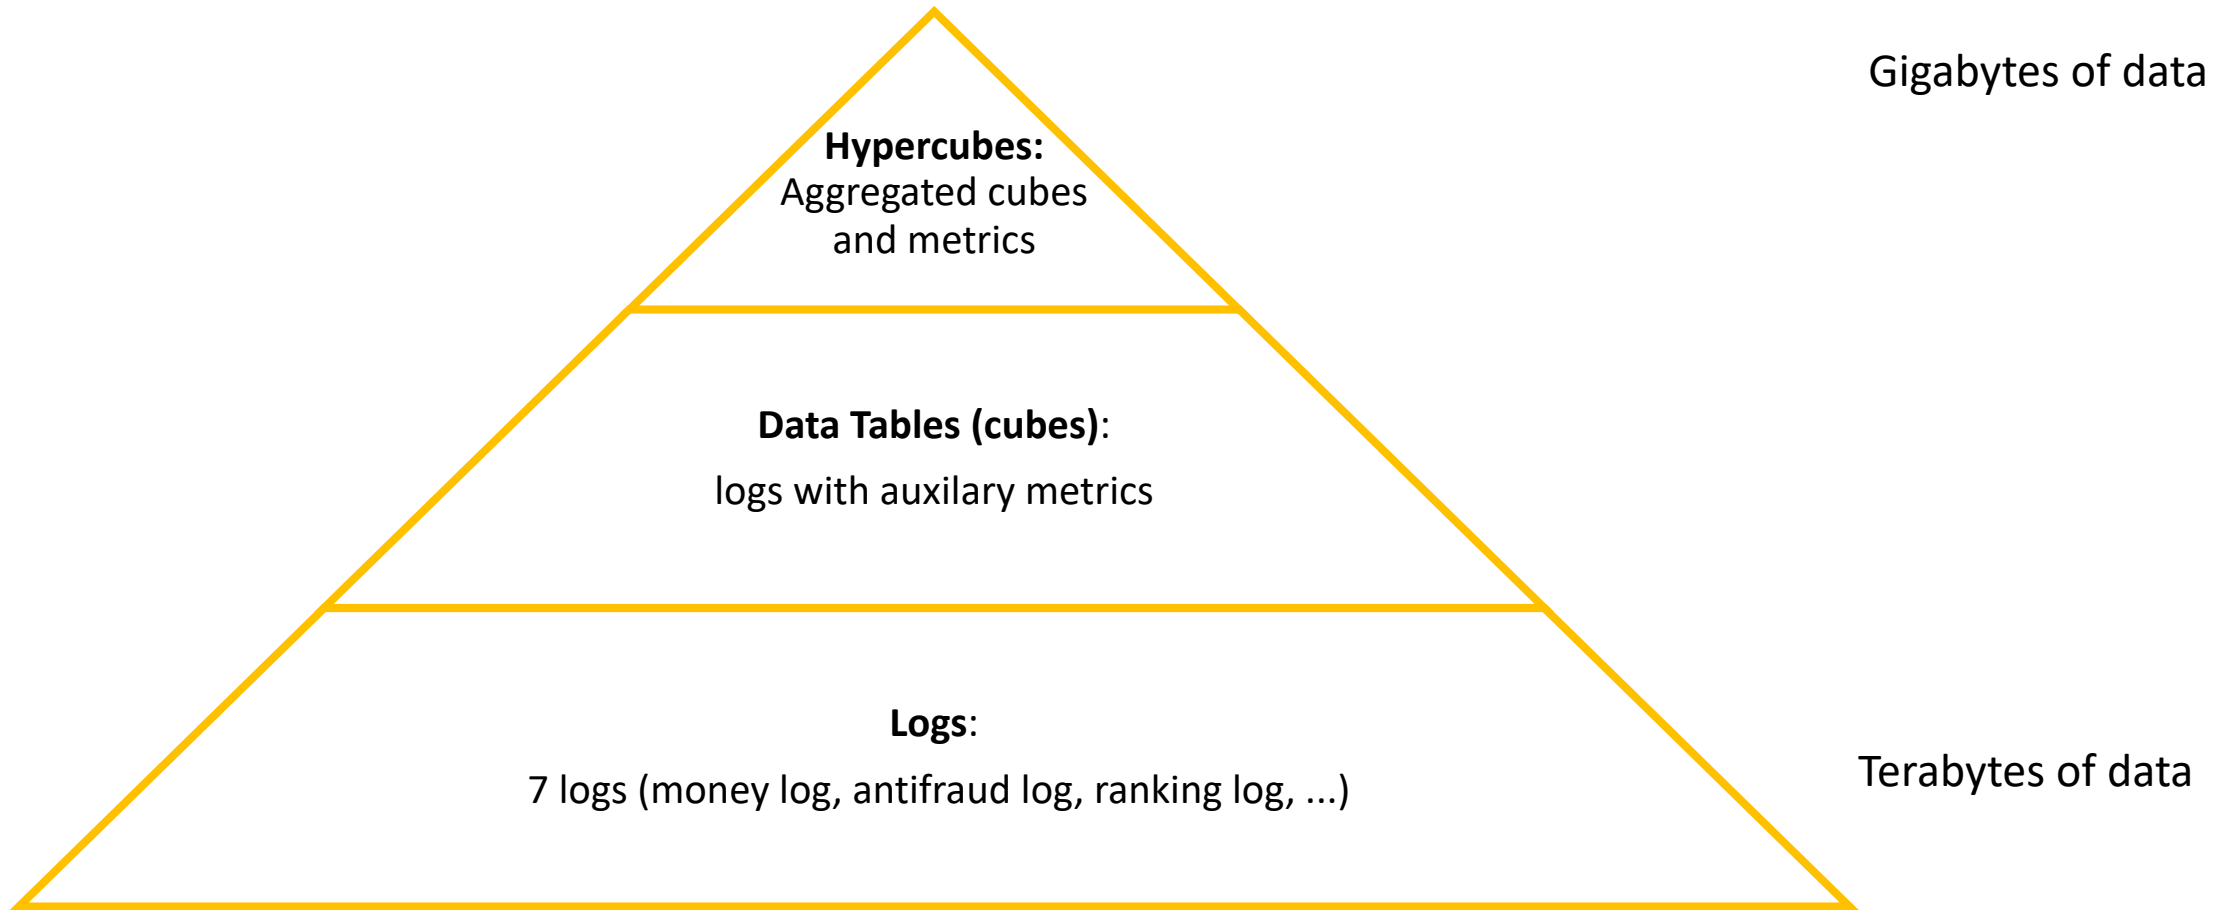 Gigabytes of data
Hypercubes:
Aggregated cubes
and metrics
Data Tables (cubes):
logs with auxilary metrics
Logs:
7 logs (money log, antifraud log, ranking log, ...)
Terabytes of data